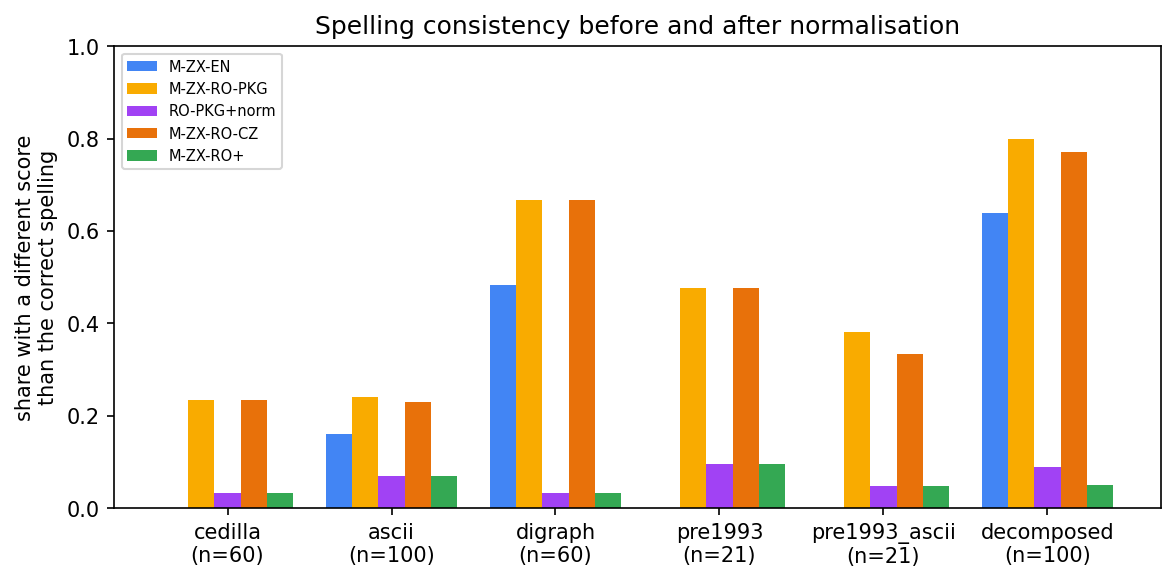 Spelling consistency before and after normalisation
share with a different score
than the correct spelling
1.0
0.8
0.6
0.4
0.2
0.0
M-ZX-EN
M-ZX-RO-PKG
RO-PKG+norm
M-ZX-RO-CZ
M-ZX-RO+
cedilla
(n=60)
ascii
(n=100)
digraph
(n=60)
pre1993
(n=21)
pre1993_ascii
(n=21)
decomposed
(n=100)